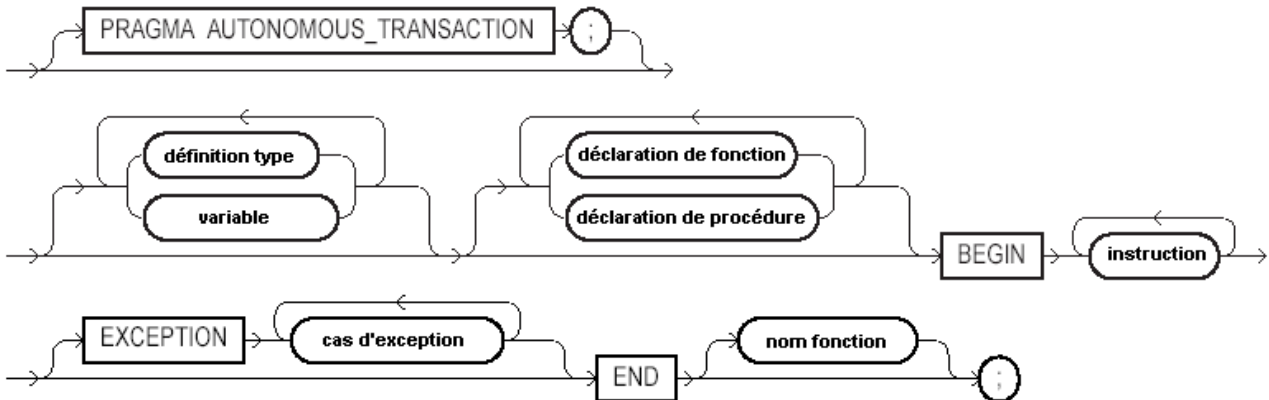 PRAGMA AUTONOMOUS_TRANSACTION ;
définition type déclaration de fonction
variable déclaration de procédure
BEGIN instruction
EXCEPTION cas d'exception nom fonction
END ;